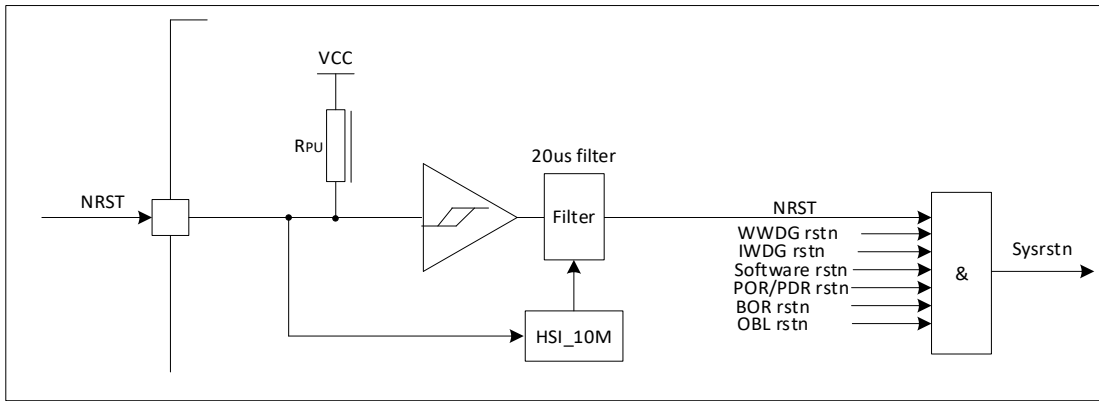 VCC
RPU
20us filter
NRST
Filter
NRST
WWDG rstn
IWDG rstn
Software rstn
POR/PDR rstn
BOR rstn
OBL rstn
&
Sysrstn
HSI_10M